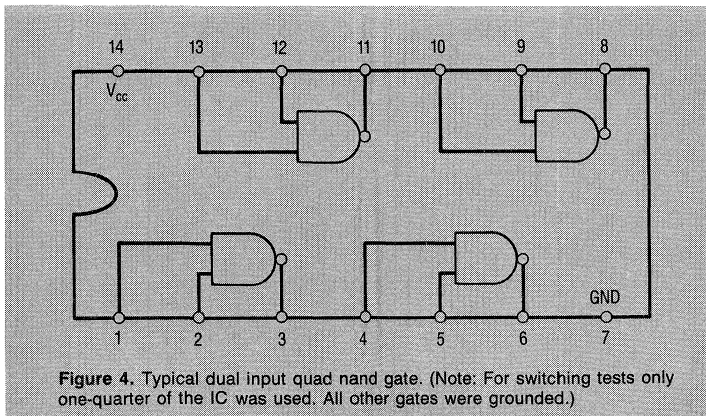 14 13 12 11 10 9 8
Vcc
GND
1 2 3 4 5 6 7
Figure 4. Typical dual input quad nand gate. (Note: For switching tests only
one-quarter of the IC was used. All other gates were grounded.)